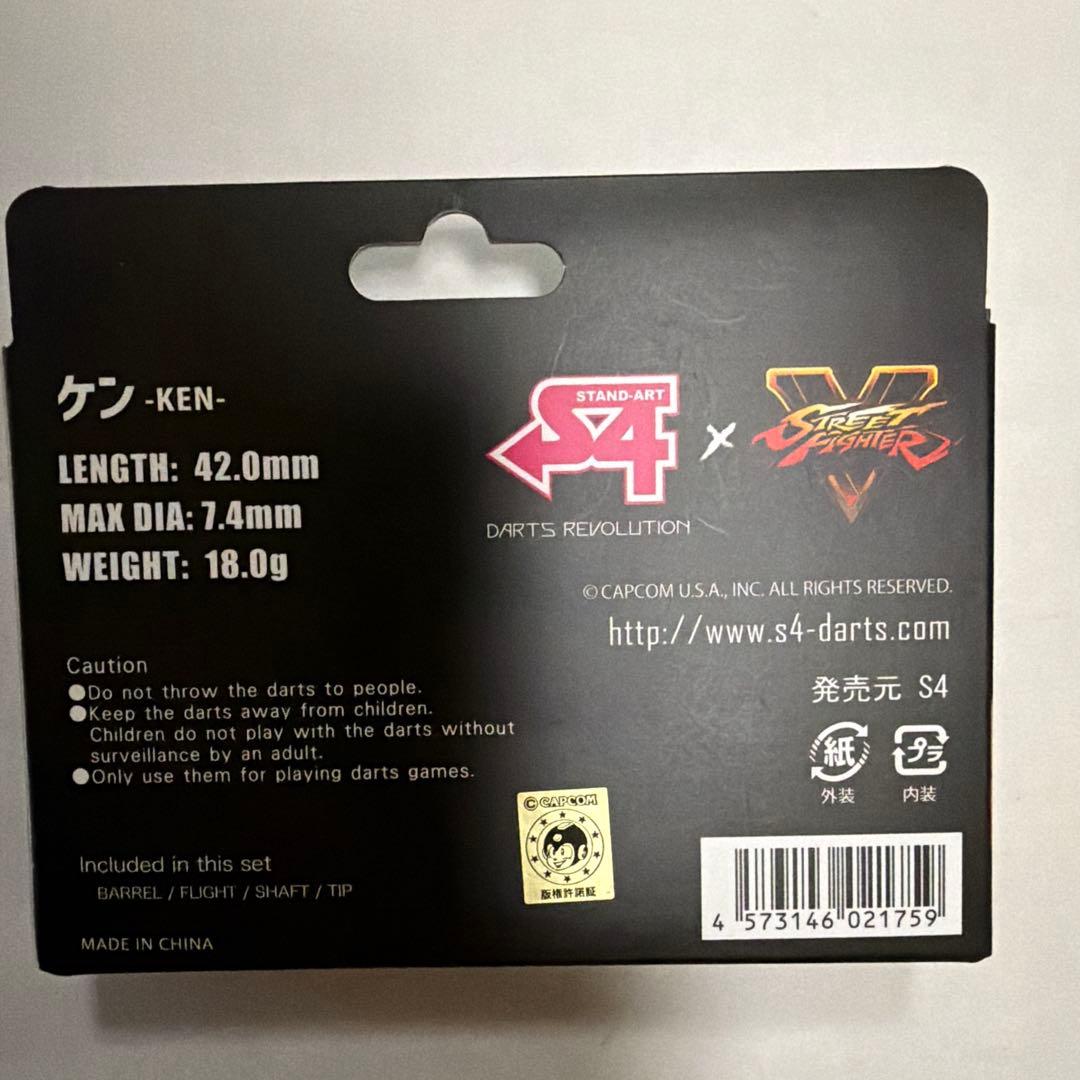 ケン -KEN-
LENGTH: 42.0mm
MAX DIA: 7.4mm
WEIGHT: 18.0g
STAND-ART
S4
DARTS REVOLUTION
×
V
STREET
FIGHTER
©CAPCOM U.S.A., INC. ALL RIGHTS RESERVED.
http://www.s4-darts.com
発売元 S4
紙
外装
プラ
内装
Caution
●Do not throw the darts to people.
●Keep the darts away from children.
Children do not play with the darts without
surveillance by an adult.
●Only use them for playing darts games.
Included in this set
BARREL / FLIGHT / SHAFT / TIP
MADE IN CHINA
©CAPCOM
版権許諾証
4 573146 021759